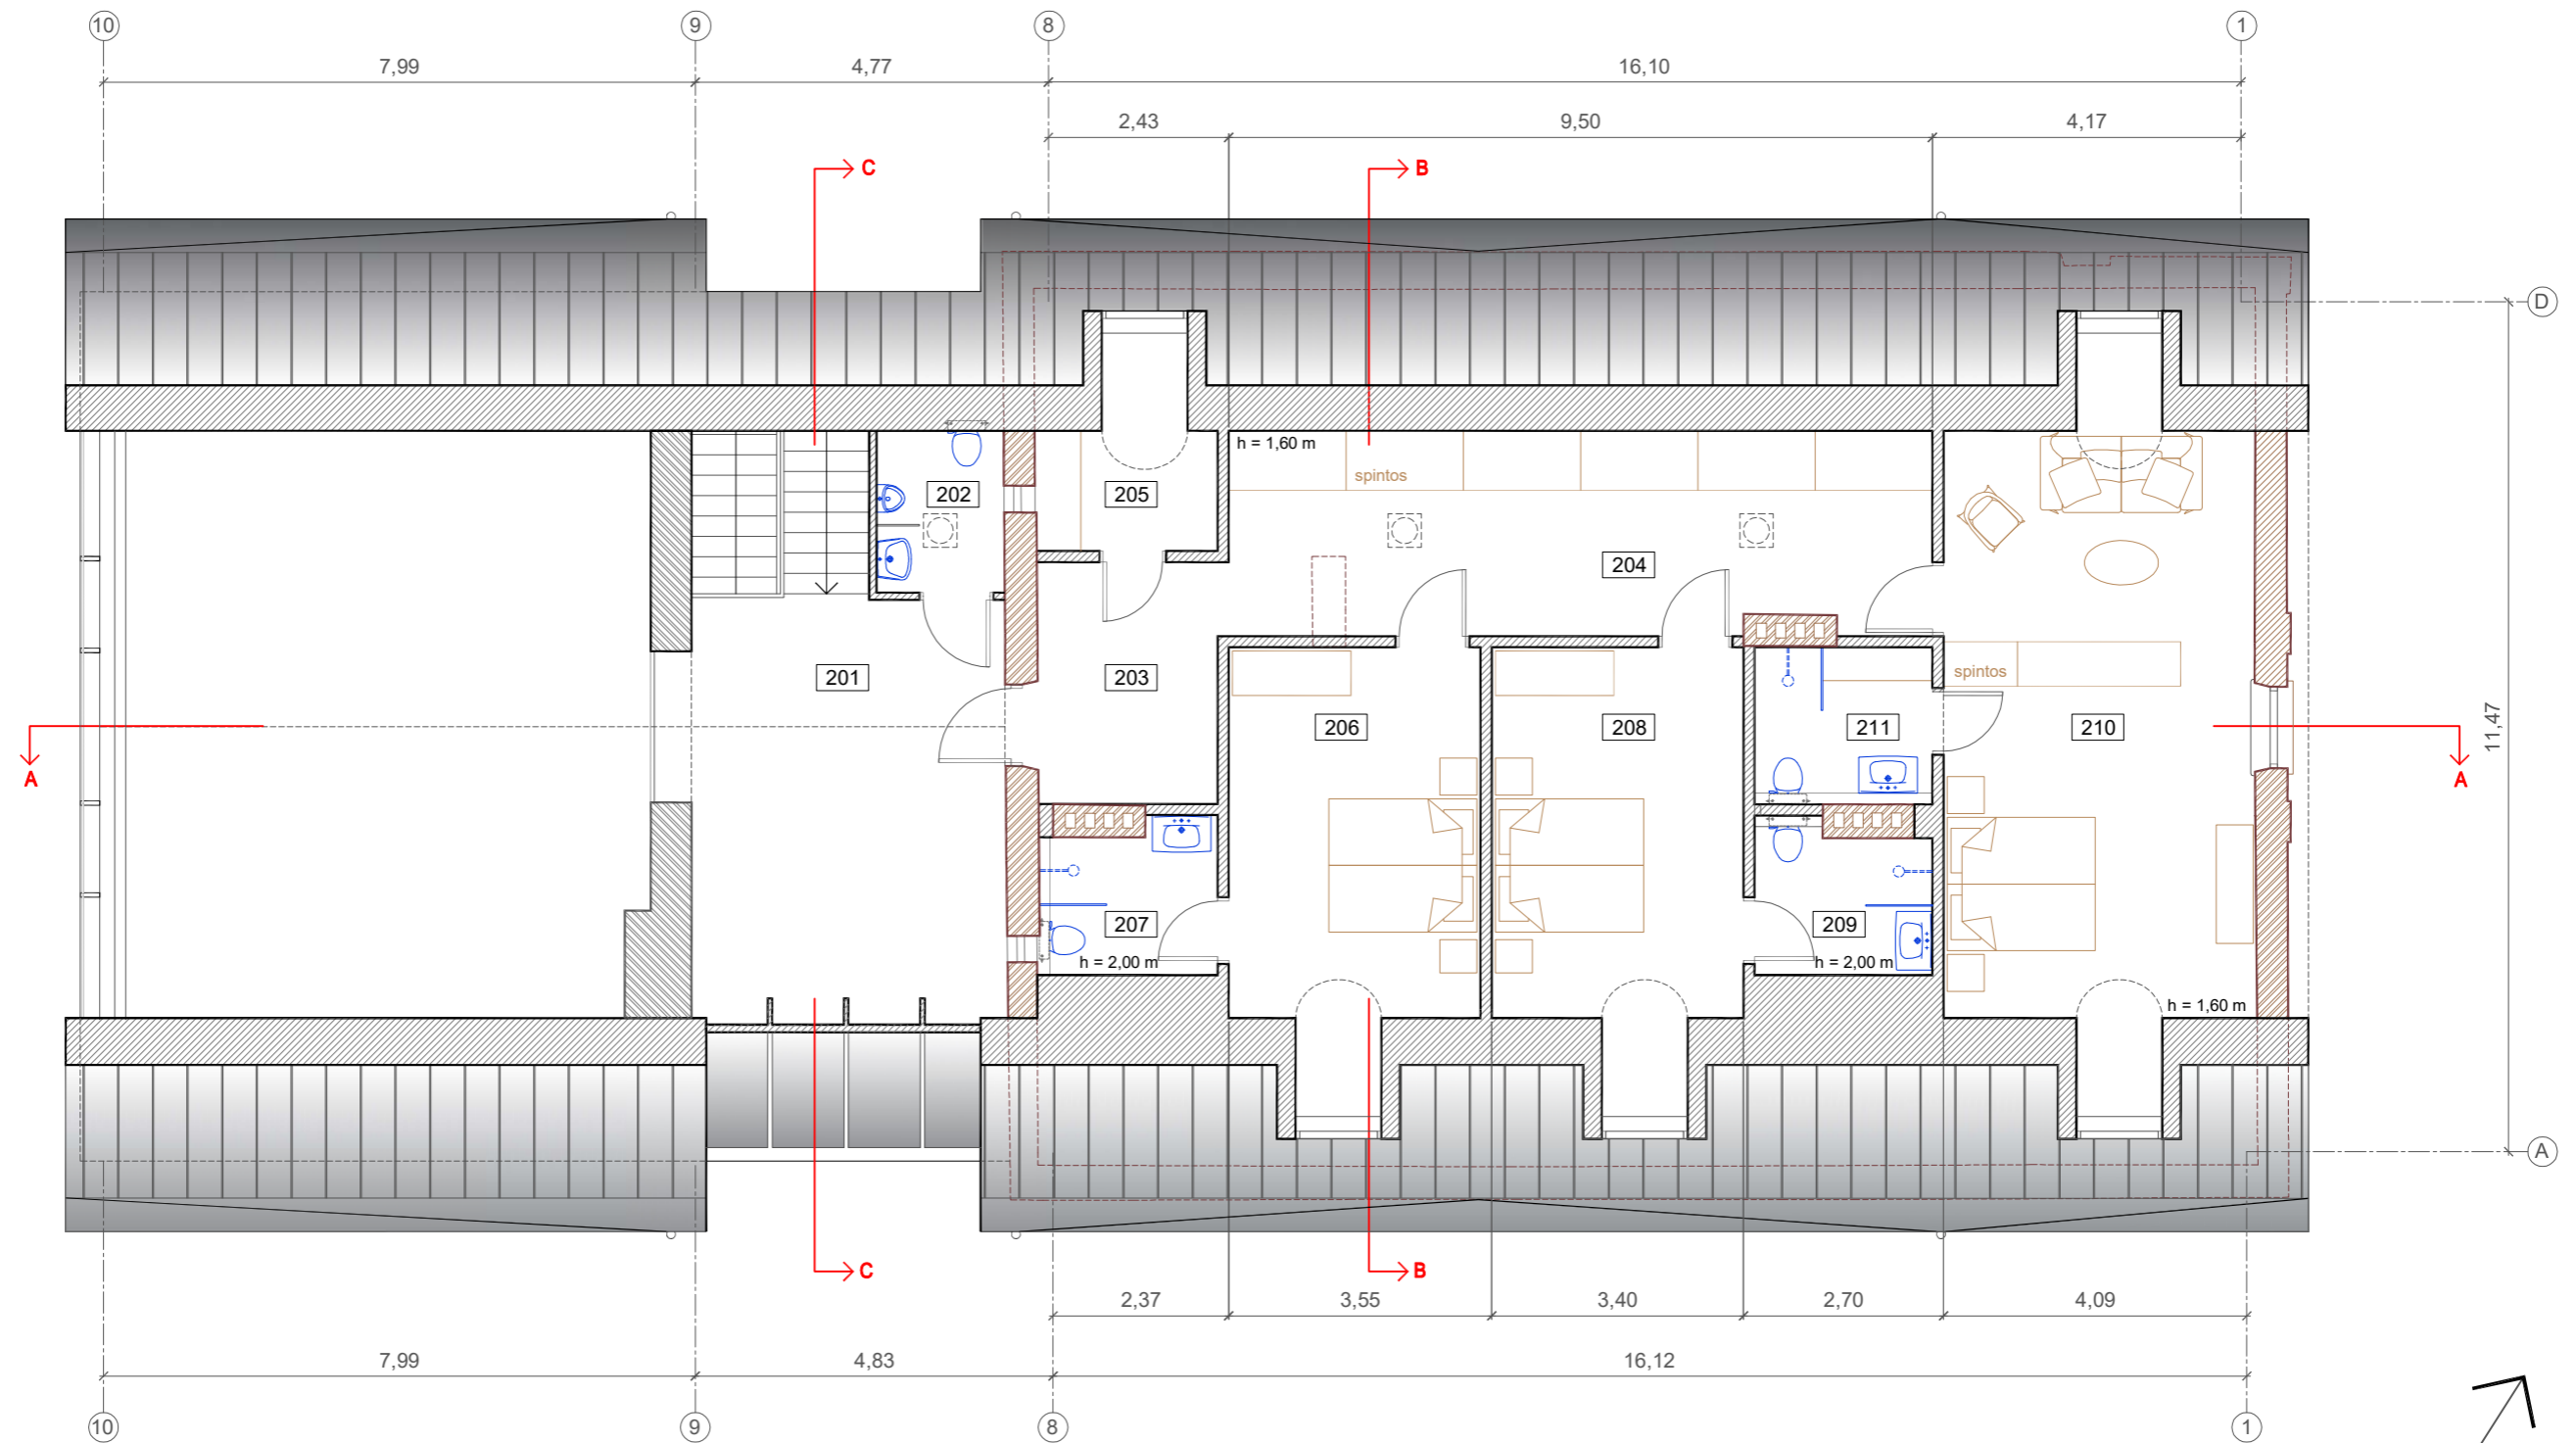 10 9 8 1
7,99 4,77 16,10
2,43 9,50 4,17
C B
D
h = 1,60 m
spintos
202 205
204
201 203
spintos
206 208 211 210
11,47
A A
207 209
h = 2,00 m h = 2,00 m
h = 1,60 m
A
C B
2,37 3,55 3,40 2,70 4,09
7,99 4,83 16,12
10 9 8 1